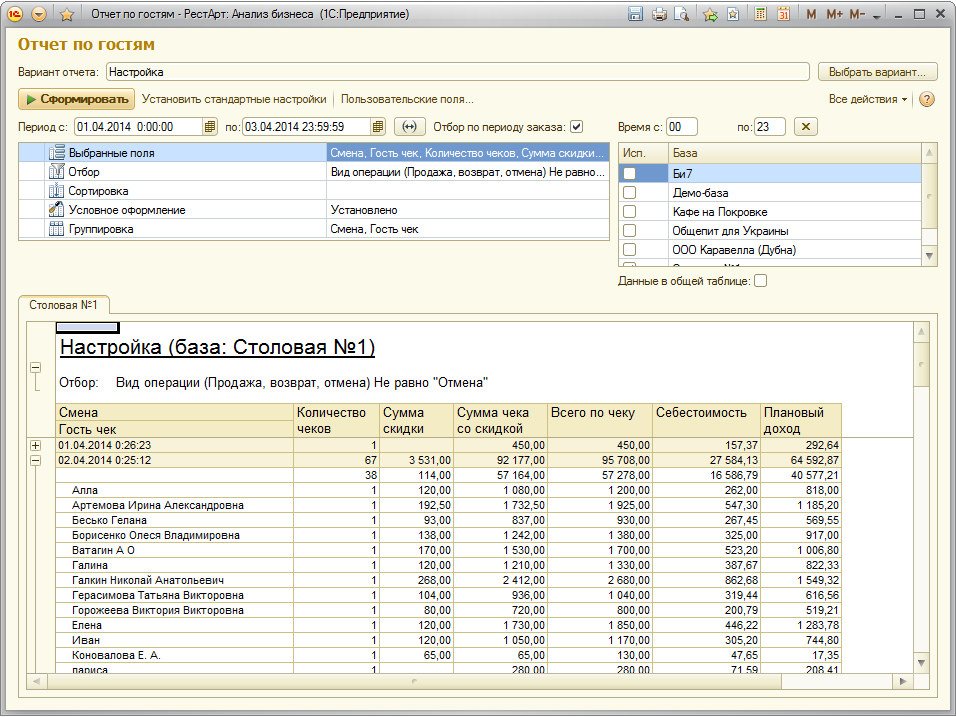 Отчет по гостям - РестАрт: Анализ бизнеса (1С:Предприятие)
M M+ M-
Отчет по гостям
Вариант отчета: Настройка Выбрать вариант...
Сформировать Установить стандартные настройки Пользовательские поля... Все действия ?
Период с: 01.04.2014 0:00:00 по: 03.04.2014 23:59:59 Отбор по периоду заказа: Время с: 00 по: 23
Выбранные поля Смена, Гость чек, Количество чеков, Сумма скидки...
Отбор Вид операции (Продажа, возврат, отмена) Не равно...
Сортировка
Условное оформление Установлено
Группировка Смена, Гость чек
Исп. База
Би7
Демо-база
Кафе на Покровке
Общепит для Украины
ООО Каравелла (Дубна)
Данные в общей таблице:
Столовая №1
Настройка (база: Столовая №1)
Отбор: Вид операции (Продажа, возврат, отмена) Не равно "Отмена"
Смена Количество Сумма Сумма чека Всего по чеку Себестоимость Плановый
Гость чек чеков скидки со скидкой доход
01.04.2014 0:26:23 1 450,00 450,00 157,37 292,64
02.04.2014 0:25:12 67 3 531,00 92 177,00 95 708,00 27 584,13 64 592,87
38 114,00 57 164,00 57 278,00 16 586,79 40 577,21
Алла 1 120,00 1 080,00 1 200,00 262,00 818,00
Артемова Ирина Александровна 1 192,50 1 732,50 1 925,00 547,30 1 185,20
Бесько Гелана 1 93,00 837,00 930,00 267,45 569,55
Борисенко Олеся Владимировна 1 138,00 1 242,00 1 380,00 325,00 917,00
Ватагин А О 1 170,00 1 530,00 1 700,00 523,20 1 006,80
Галина 1 120,00 1 210,00 1 330,00 387,67 822,33
Галкин Николай Анатольевич 1 268,00 2 412,00 2 680,00 862,68 1 549,32
Герасимова Татьяна Викторовна 1 104,00 936,00 1 040,00 319,44 616,56
Горожеева Виктория Викторовна 1 80,00 720,00 800,00 200,79 519,21
Елена 1 120,00 1 730,00 1 850,00 446,22 1 283,78
Иван 1 120,00 1 050,00 1 170,00 305,20 744,80
Коновалова Е. А. 1 65,00 65,00 130,00 47,65 17,35
лариса 1 280,00 280,00 71,59 208,41